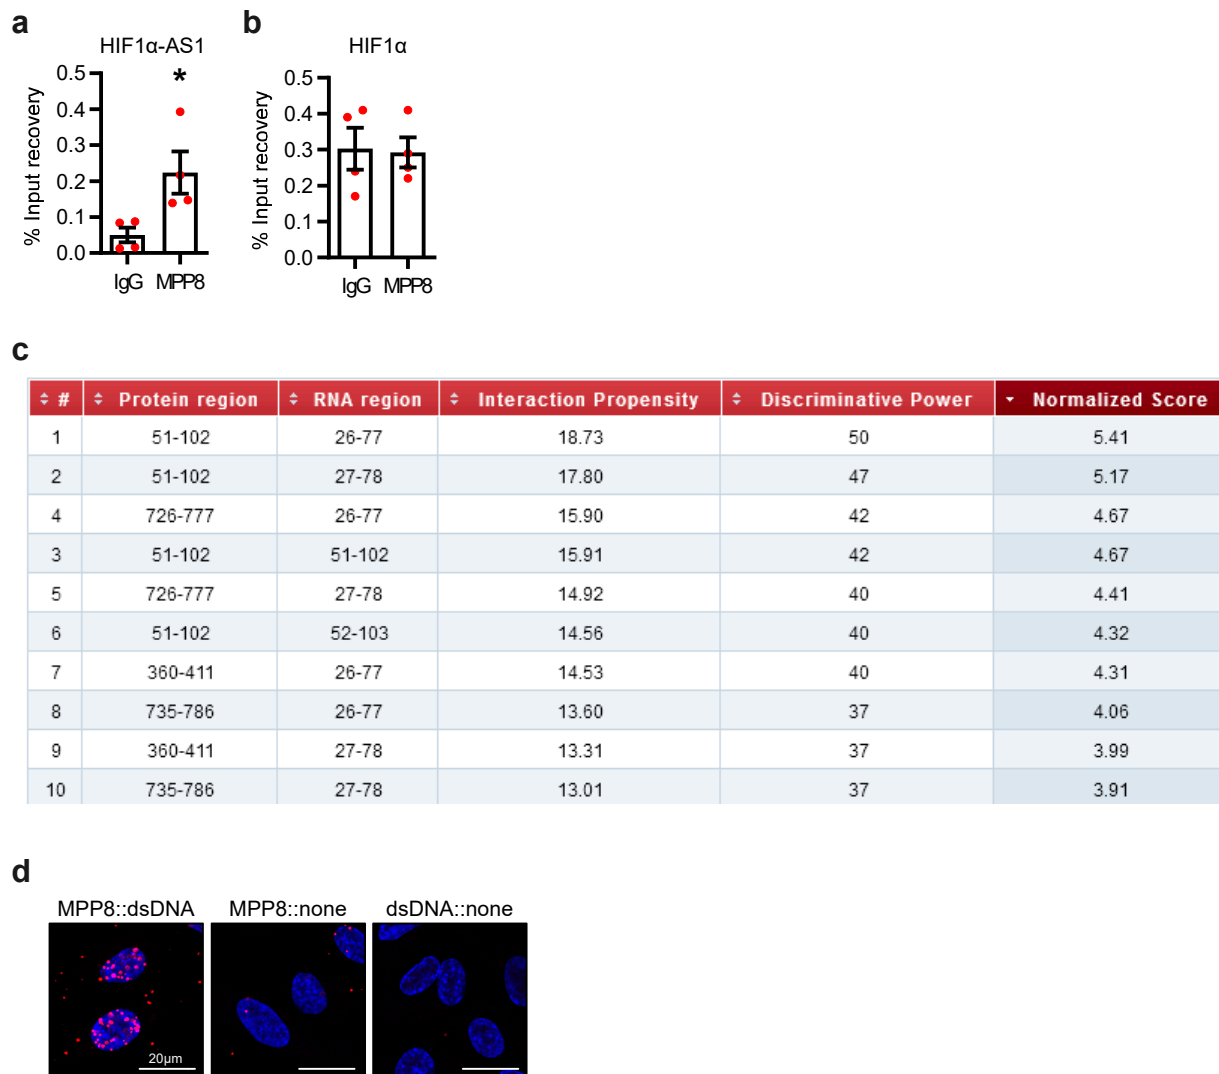 a
HIF1α-AS1
% Input recovery
0.5
0.4
0.3
0.2
0.1
0.0
*
IgG MPP8
b
HIF1α
% Input recovery
0.5
0.4
0.3
0.2
0.1
0.0
IgG MPP8
c
# Protein region RNA region Interaction Propensity Discriminative Power Normalized Score
1 51-102 26-77 18.73 50 5.41
2 51-102 27-78 17.80 47 5.17
4 726-777 26-77 15.90 42 4.67
3 51-102 51-102 15.91 42 4.67
5 726-777 27-78 14.92 40 4.41
6 51-102 52-103 14.56 40 4.32
7 360-411 26-77 14.53 40 4.31
8 735-786 26-77 13.60 37 4.06
9 360-411 27-78 13.31 37 3.99
10 735-786 27-78 13.01 37 3.91
d
MPP8::dsDNA MPP8::none dsDNA::none
20µm